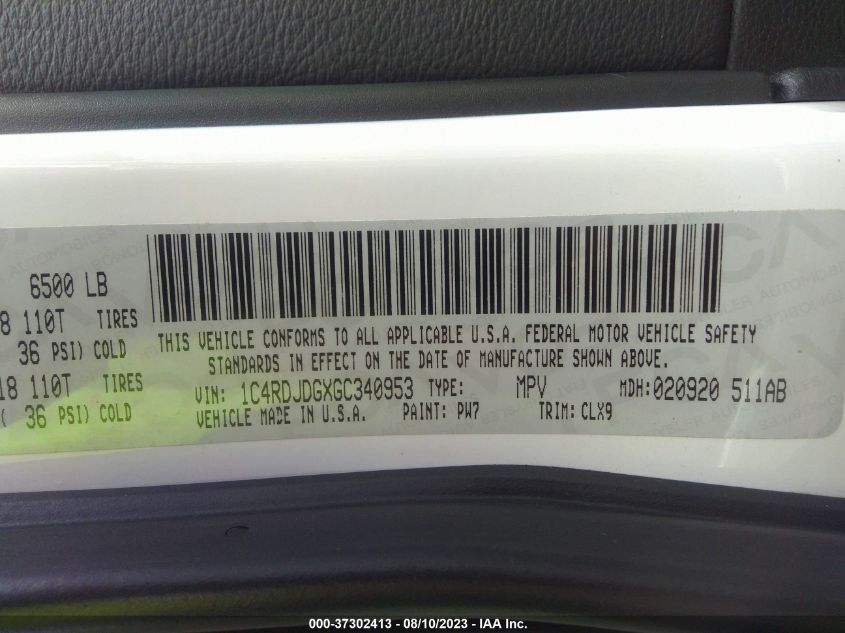 6500 LB
8 110T TIRES
36 PSI) COLD
18 110T TIRES
( 36 PSI) COLD
THIS VEHICLE CONFORMS TO ALL APPLICABLE U.S.A. FEDERAL MOTOR VEHICLE SAFETY
STANDARDS IN EFFECT ON THE DATE OF MANUFACTURE SHOWN ABOVE.
VIN: 1C4RDJDGXGC340953 TYPE: MPV MDH:020920 511AB
VEHICLE MADE IN U.S.A. PAINT: PW7 TRIM: CLX9
000-37302413 - 08/10/2023 - IAA Inc.